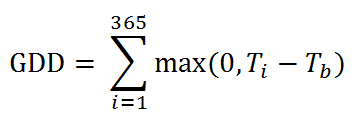 GDD = ∑_{i=1}^{365} max(0, T_i − T_b)